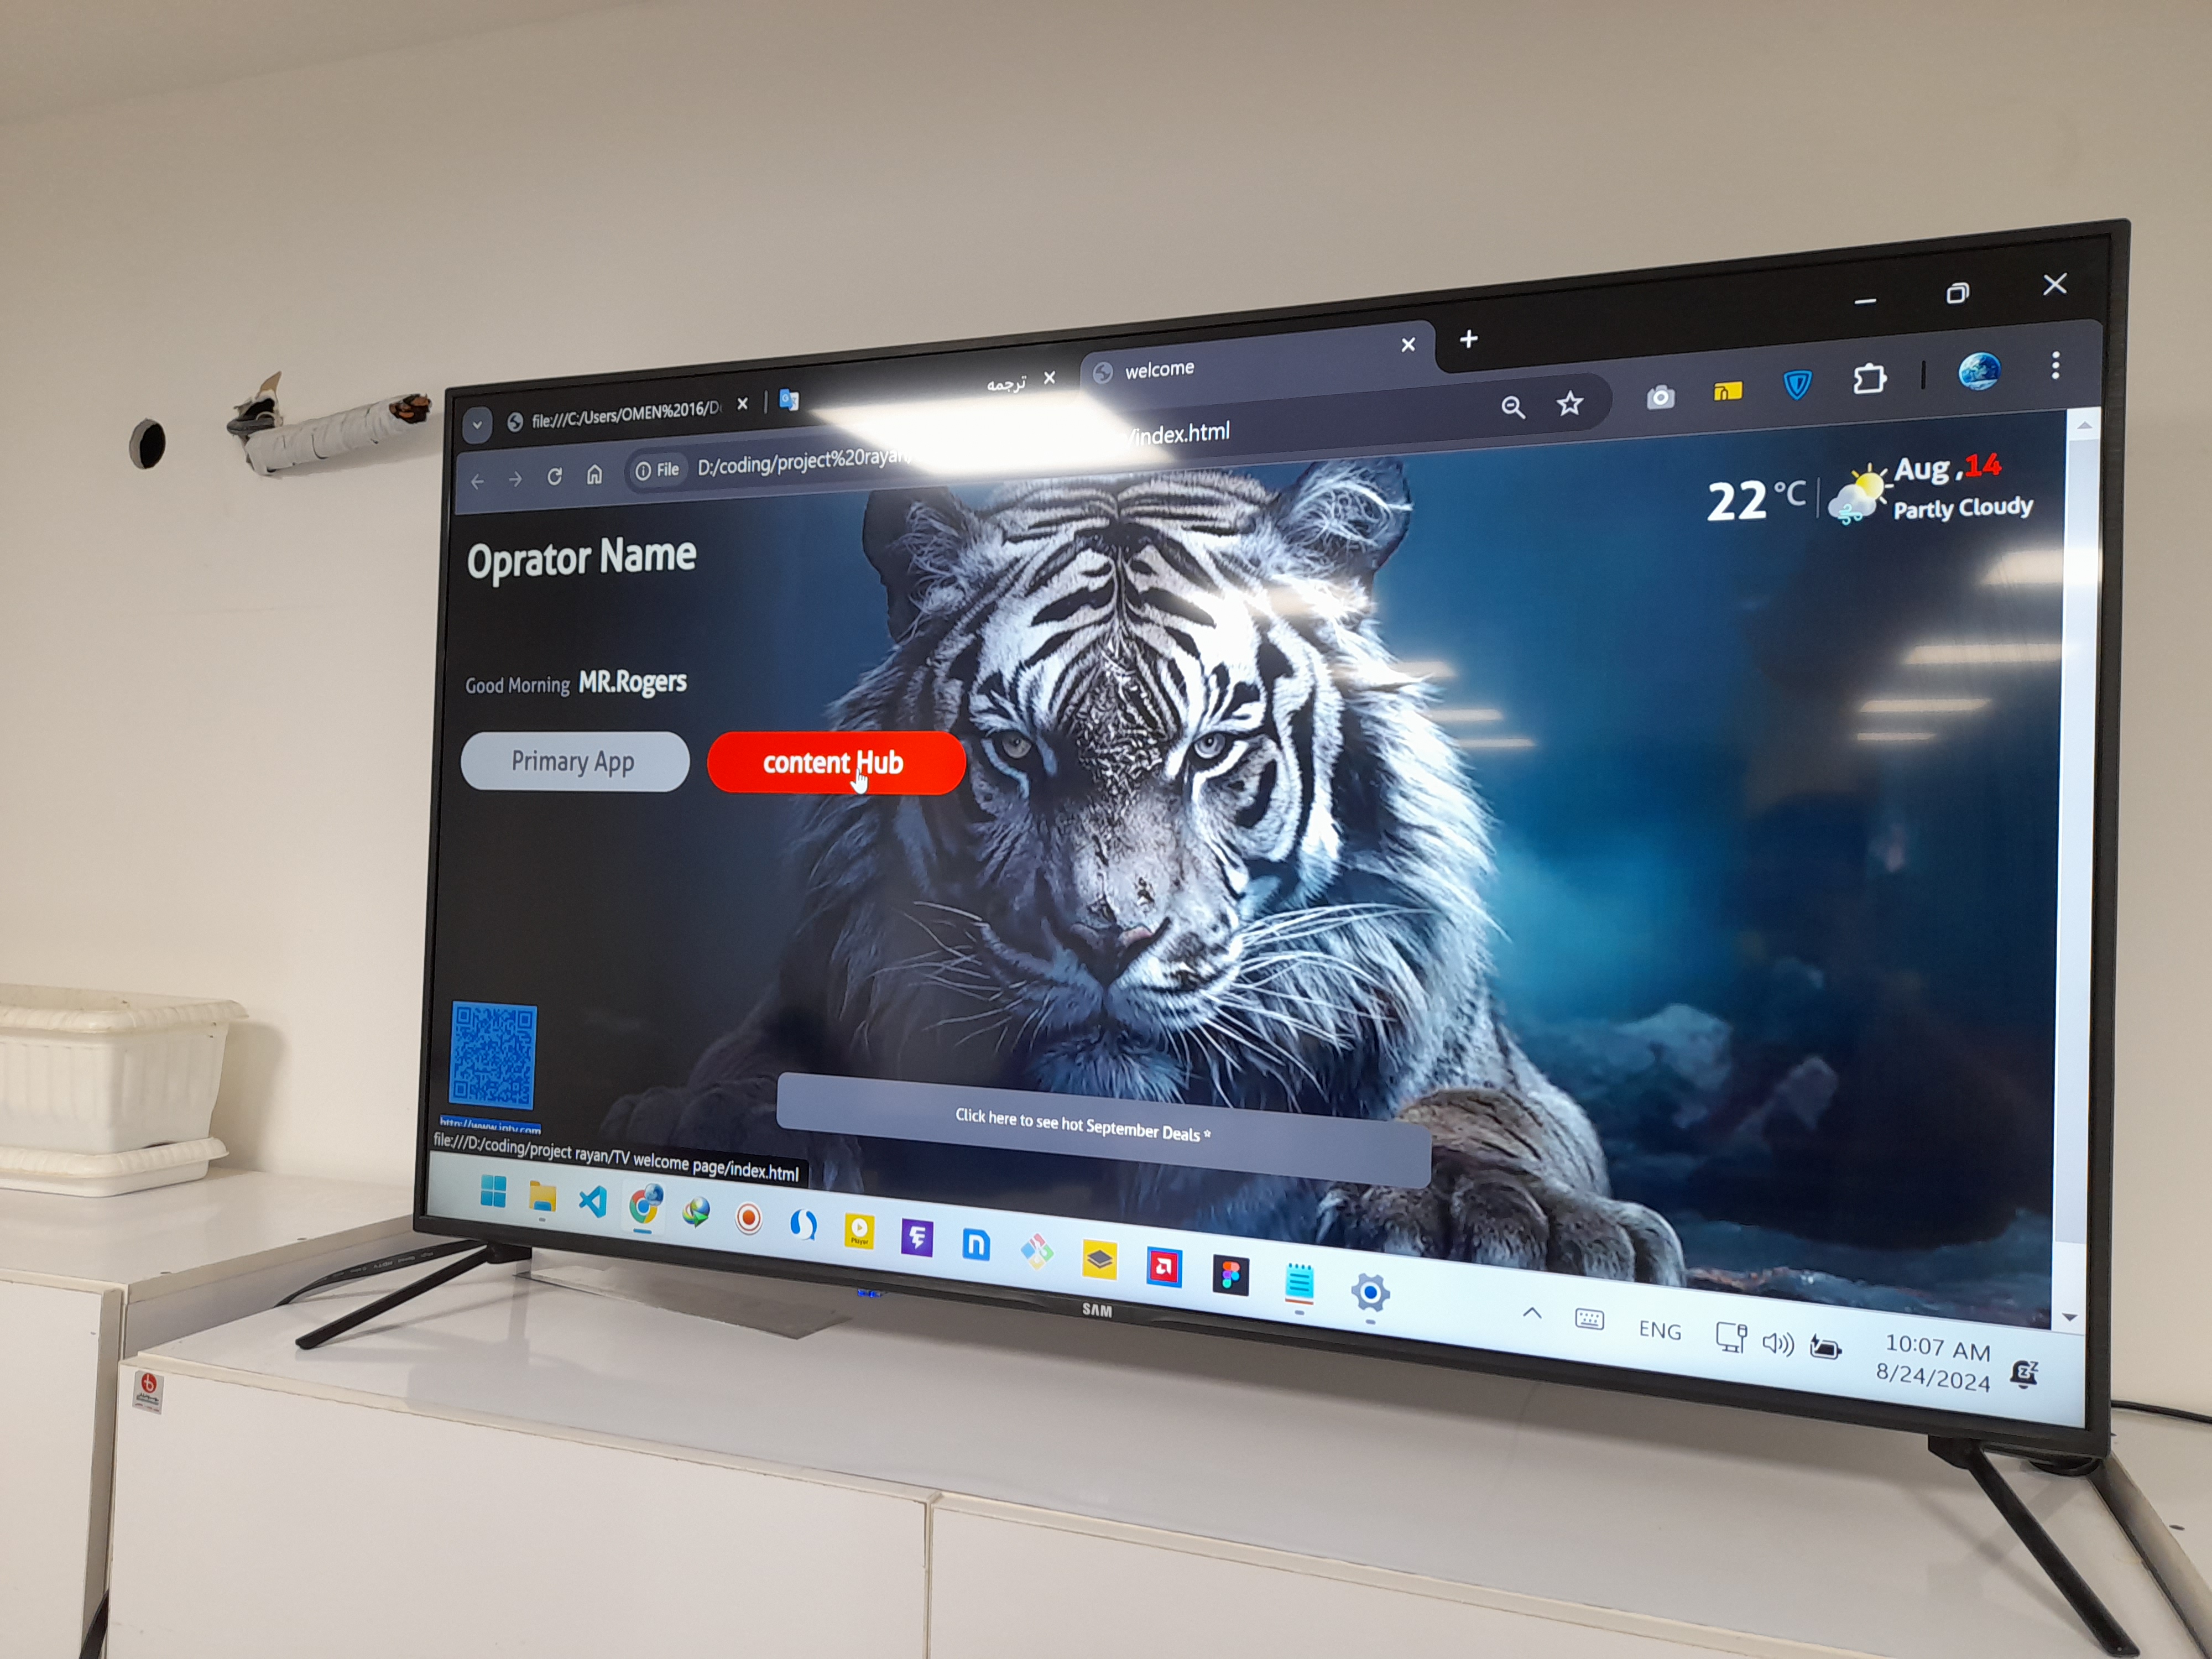 file:///C:/Users/OMEN%2016/D
ترجمه
welcome
File
D:/coding/project%20rayan
/index.html
22 °C
Aug ,14
Partly Cloudy
Oprator Name
Good Morning MR.Rogers
Primary App
content Hub
http://www.iptv.com
Click here to see hot September Deals *
file:///D:/coding/project rayan/TV welcome page/index.html
Player
ENG
10:07 AM
8/24/2024
SAM